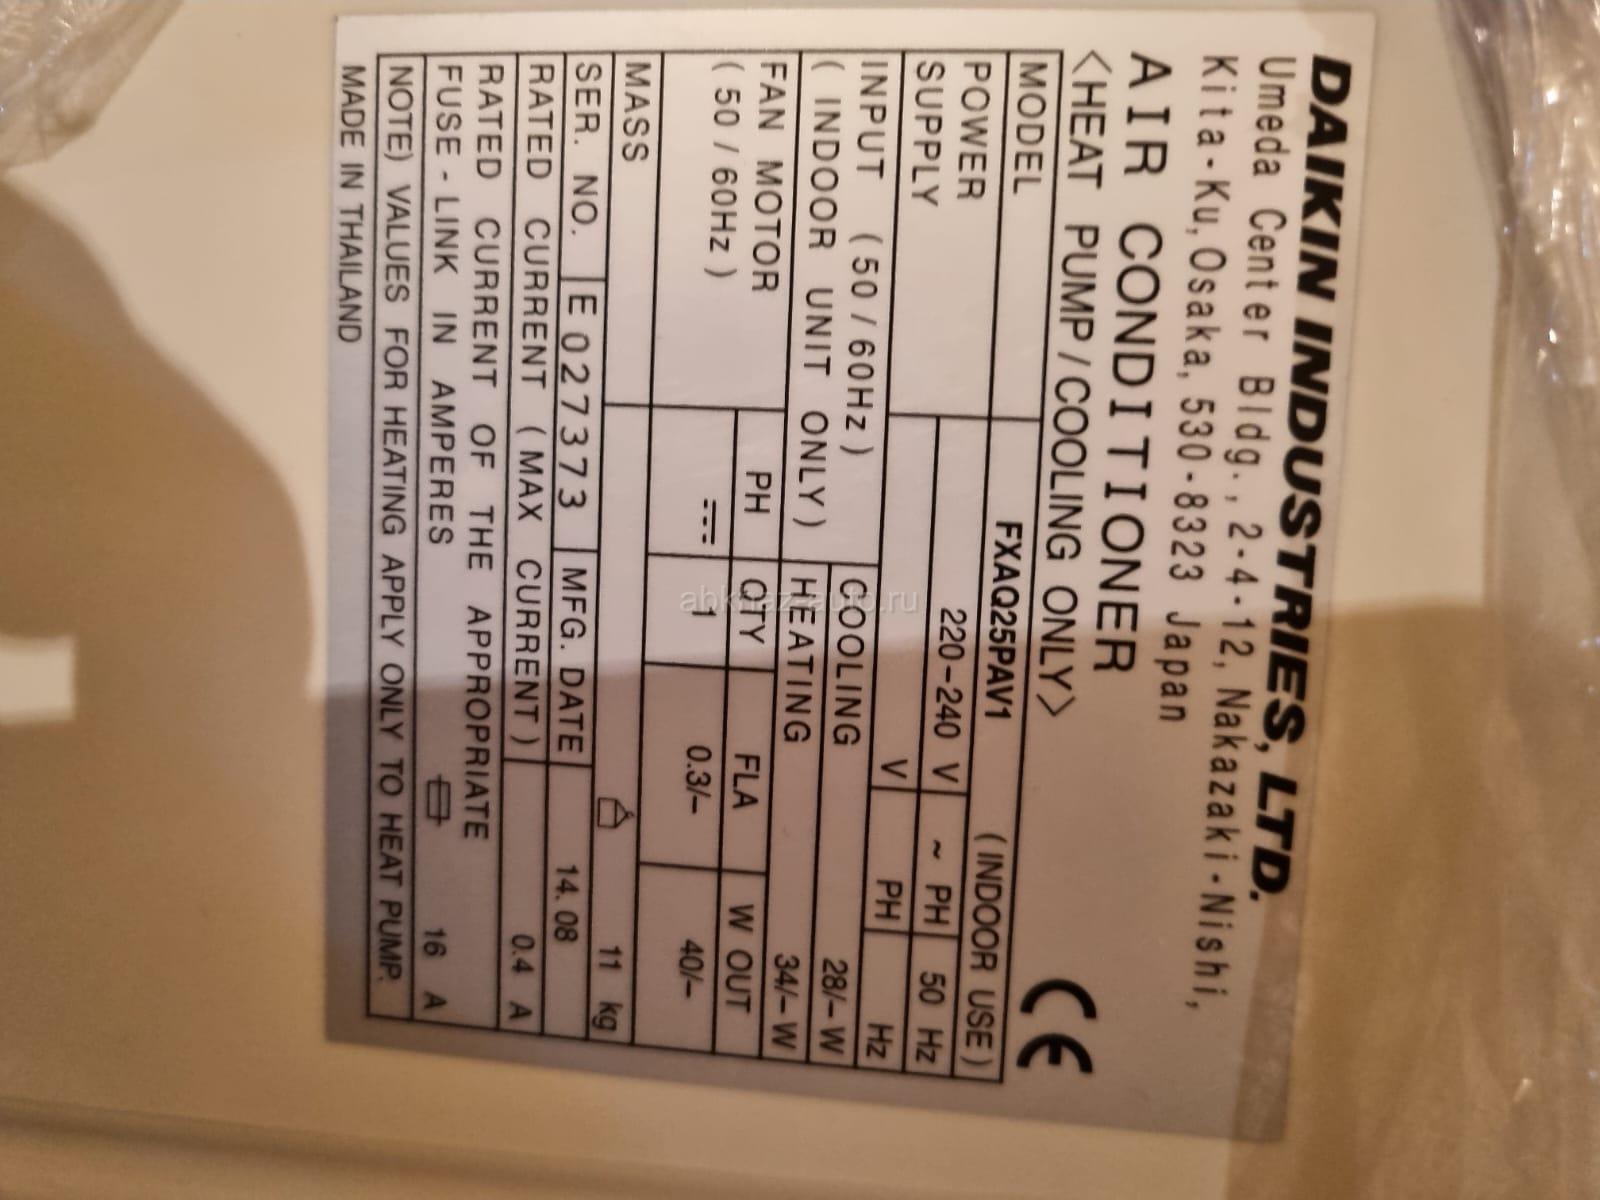 DAIKIN INDUSTRIES, LTD.
Umeda Center Bldg., 2-4-12, Nakazaki-Nishi,
Kita-Ku, Osaka, 530-8323 Japan
AIR CONDITIONER
<HEAT PUMP/COOLING ONLY>
CE
MODEL FXAQ25PAV1 (INDOOR USE)
POWER SUPPLY 220-240 V ~ PH 50 Hz
V PH Hz
INPUT (50/60Hz) COOLING 28/- W
(INDOOR UNIT ONLY) HEATING 34/- W
FAN MOTOR PH QTY FLA W OUT
(50/60Hz) ⎓ 1 0.3/- 40/-
MASS 11 kg
SER. NO. E027373 MFG. DATE 14.08
RATED CURRENT (MAX CURRENT) 0.4 A
RATED CURRENT OF THE APPROPRIATE
FUSE-LINK IN AMPERES 16 A
NOTE) VALUES FOR HEATING APPLY ONLY TO HEAT PUMP.
MADE IN THAILAND
abkhaz-auto.ru